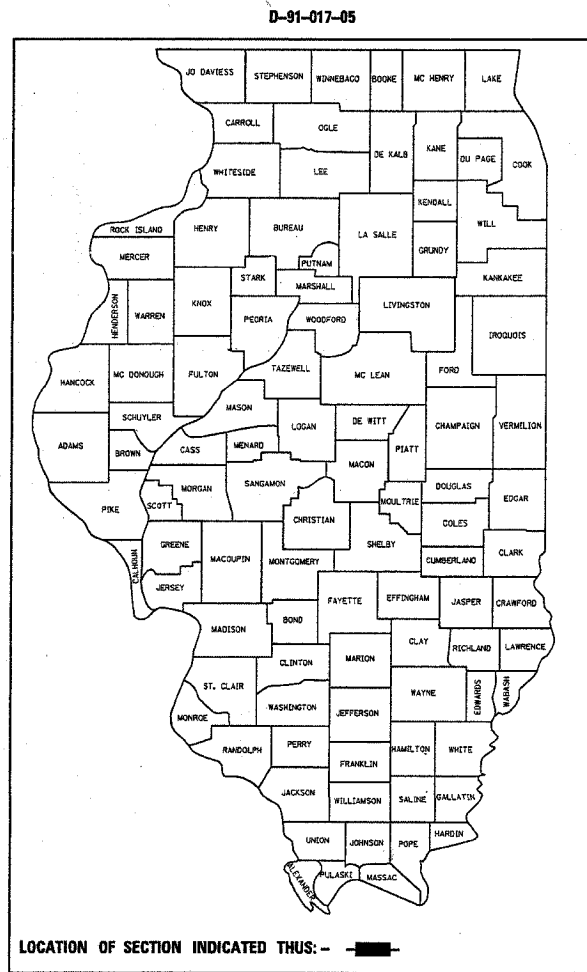 D-91-017-05
JO DAVIESS STEPHENSON WINNEBAGO BOONE MC HENRY LAKE
CARROLL OGLE DE KALB KANE DU PAGE COOK
WHITESIDE LEE KENDALL WILL
ROCK ISLAND HENRY BUREAU LA SALLE GRUNDY
MERCER STARK PUTNAM KANKAKEE
HENDERSON WARREN KNOX MARSHALL LIVINGSTON
PEORIA WOODFORD IROQUOIS
HANCOCK MC DONOUGH FULTON TAZEWELL MC LEAN FORD
SCHUYLER MASON LOGAN DE WITT CHAMPAIGN VERMILION
ADAMS BROWN CASS MENARD PIATT
MACON
PIKE SCOTT MORGAN SANGAMON MOULTRIE DOUGLAS EDGAR
CHRISTIAN COLES
CALHOUN GREENE MACOUPIN MONTGOMERY SHELBY CUMBERLAND CLARK
JERSEY FAYETTE EFFINGHAM JASPER CRAWFORD
MADISON BOND
CLAY RICHLAND LAWRENCE
CLINTON MARION
ST. CLAIR WAYNE EDWARDS WABASH
WASHINGTON JEFFERSON
MONROE
RANDOLPH PERRY HAMILTON WHITE
FRANKLIN
JACKSON WILLIAMSON SALINE GALLATIN
UNION JOHNSON POPE HARDIN
ALEXANDER PULASKI MASSAC
LOCATION OF SECTION INDICATED THUS: -